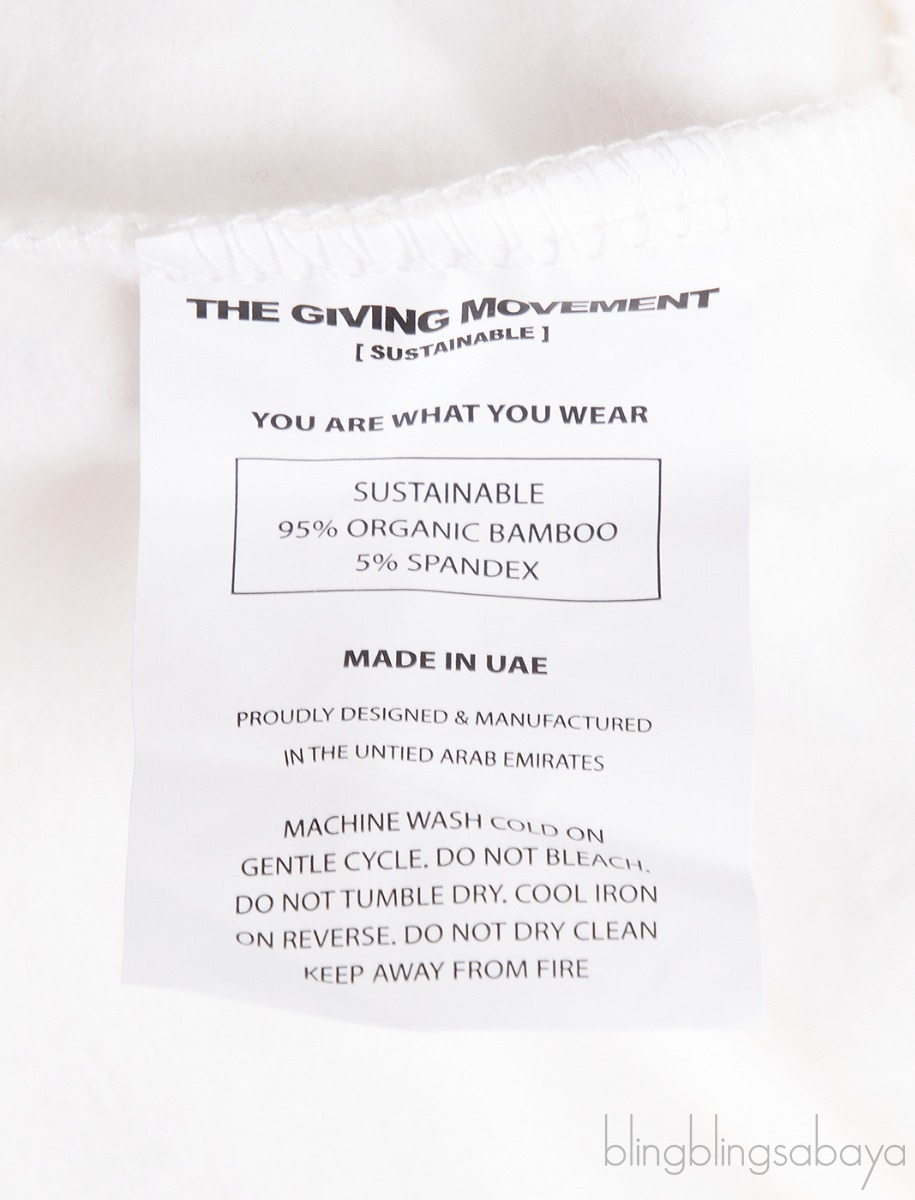 THE GIVING MOVEMENT
[ SUSTAINABLE ]
YOU ARE WHAT YOU WEAR
SUSTAINABLE
95% ORGANIC BAMBOO
5% SPANDEX
MADE IN UAE
PROUDLY DESIGNED & MANUFACTURED
IN THE UNTIED ARAB EMIRATES
MACHINE WASH COLD ON
GENTLE CYCLE. DO NOT BLEACH.
DO NOT TUMBLE DRY. COOL IRON
ON REVERSE. DO NOT DRY CLEAN
KEEP AWAY FROM FIRE
blingblingsabaya